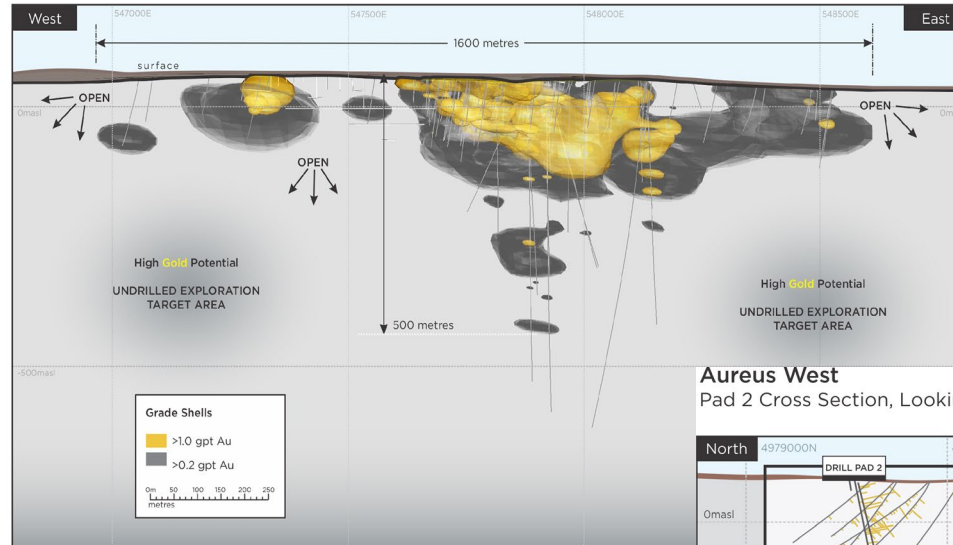 West
547000E
547500E
548000E
548500E
East
1600 metres
surface
OPEN
0masl
OPEN
OPEN
High Gold Potential
UNDRILLED EXPLORATION
TARGET AREA
High Gold Potential
UNDRILLED EXPLORATION
TARGET AREA
500 metres
-500masl
Aureus West
Pad 2 Cross Section, Looki
Grade Shells
>1.0 gpt Au
>0.2 gpt Au
0m 50 100 150 200 250
metres
North
4979000N
DRILL PAD 2
0masl